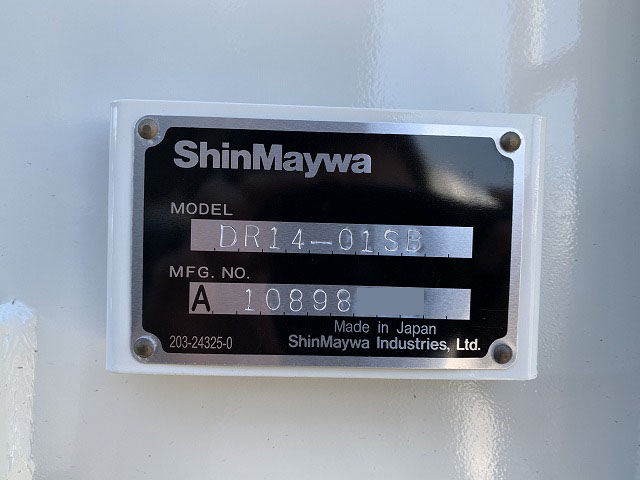 ShinMaywa
MODEL
DR14-01SB
MFG. NO.
A 10898
Made in Japan
203-24325-0
ShinMaywa Industries, Ltd.